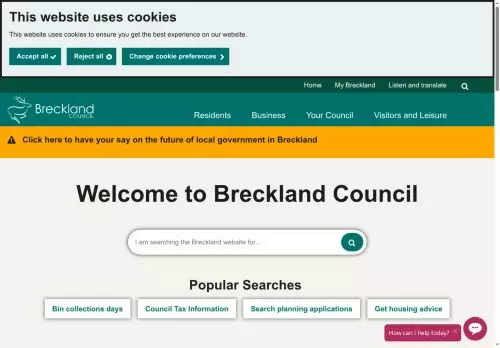 This website uses cookies
This website uses cookies to ensure you get the best experience on our website.
Accept all
Reject all
Change cookie preferences
Home My Breckland Listen and translate
Breckland
COUNCIL
Residents Business Your Council Visitors and Leisure
Click here to have your say on the future of local government in Breckland
Welcome to Breckland Council
I am searching the Breckland website for...
Popular Searches
Bin collections days Council Tax Information Search planning applications Get housing advice
How can I help today?